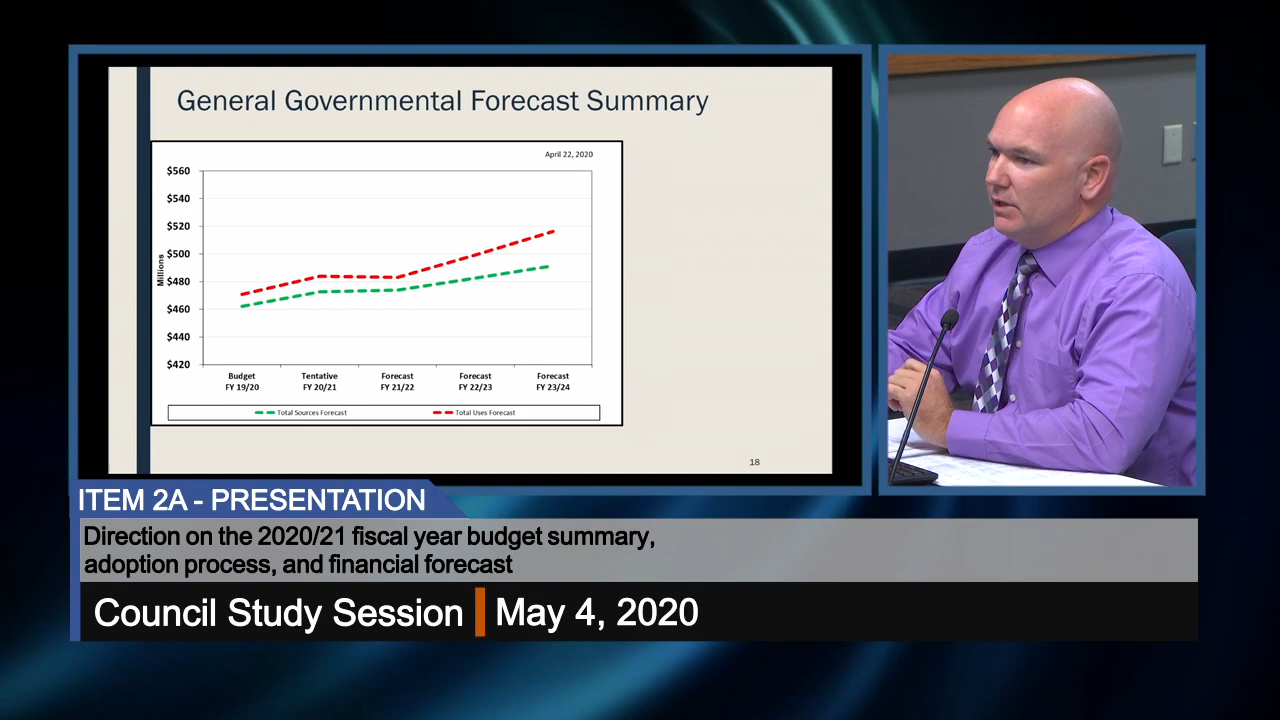 General Governmental Forecast Summary
April 22, 2020
Millions
$560
$540
$520
$500
$480
$460
$440
$420
Budget
FY 19/20
Tentative
FY 20/21
Forecast
FY 21/22
Forecast
FY 22/23
Forecast
FY 23/24
Total Sources Forecast
Total Uses Forecast
18
ITEM 2A - PRESENTATION
Direction on the 2020/21 fiscal year budget summary,
adoption process, and financial forecast
Council Study Session
May 4, 2020